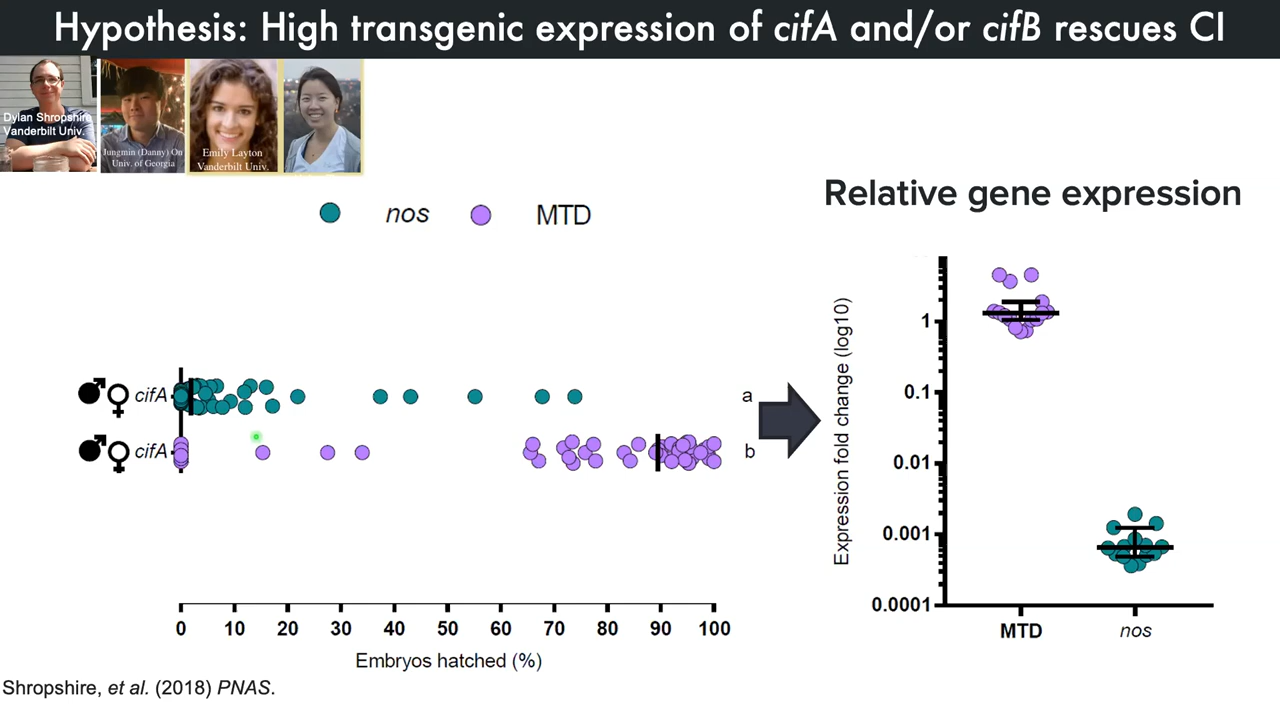 Hypothesis: High transgenic expression of cifA and/or cifB rescues CI
Dylan Shropshire
Vanderbilt Univ.
Jungmin (Danny) On
Univ. of Georgia
Emily Layton
Vanderbilt Univ.
nos MTD
cifA a
cifA b
0 10 20 30 40 50 60 70 80 90 100
Embryos hatched (%)
Relative gene expression
Expression fold change (log10)
1
0.1
0.01
0.001
0.0001
MTD nos
Shropshire, et al. (2018) PNAS.